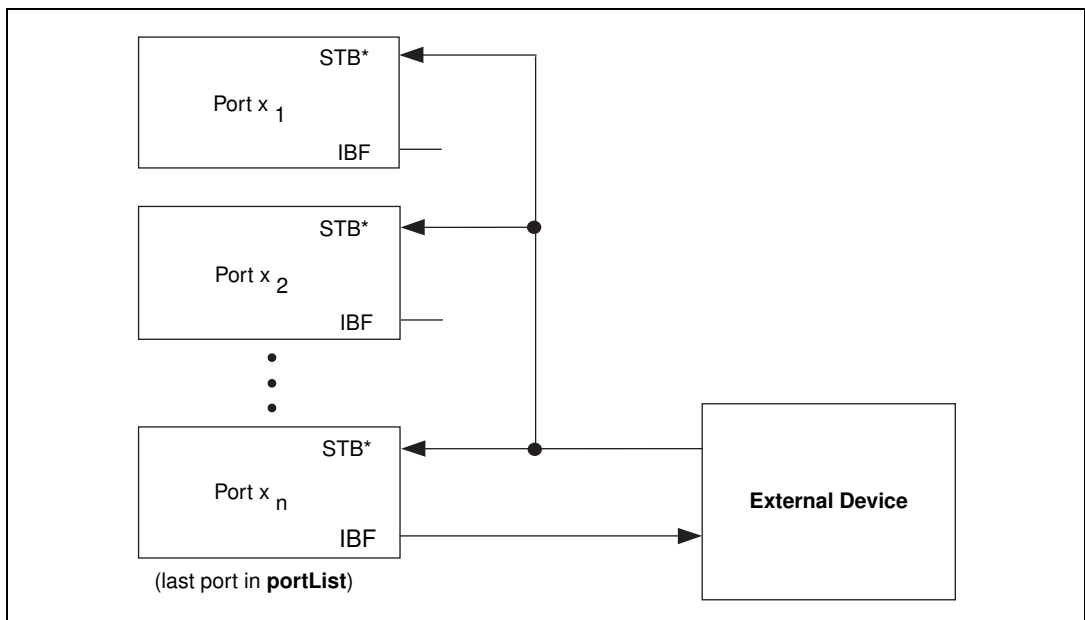 STB*
Port x 1
IBF
STB*
Port x 2
IBF
STB*
Port x n
IBF
External Device
(last port in portList)